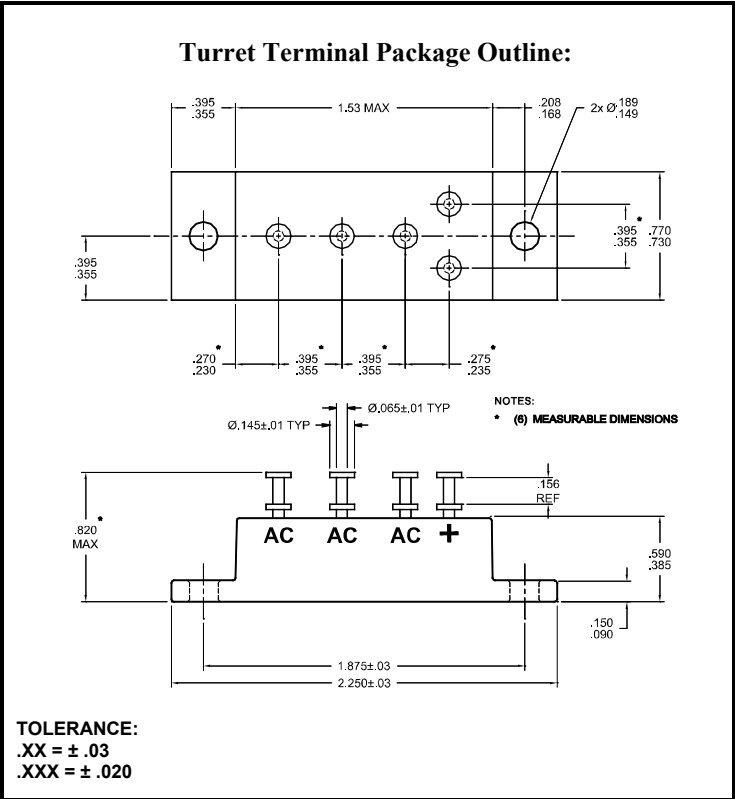 Turret Terminal Package Outline:
.395
.355
1.53 MAX
.208
.168
2x Ø.189
.149
.395
.355
.395
.355
*
.770
.730
.270
.230
*
.395
.355
*
.395
.355
*
.275
.235
*
NOTES:
* (6) MEASURABLE DIMENSIONS
Ø.065±.01 TYP
Ø.145±.01 TYP
.156
REF
.820
MAX
*
AC AC AC +
.590
.385
.150
.090
1.875±.03
2.250±.03
TOLERANCE:
.XX = ± .03
.XXX = ± .020